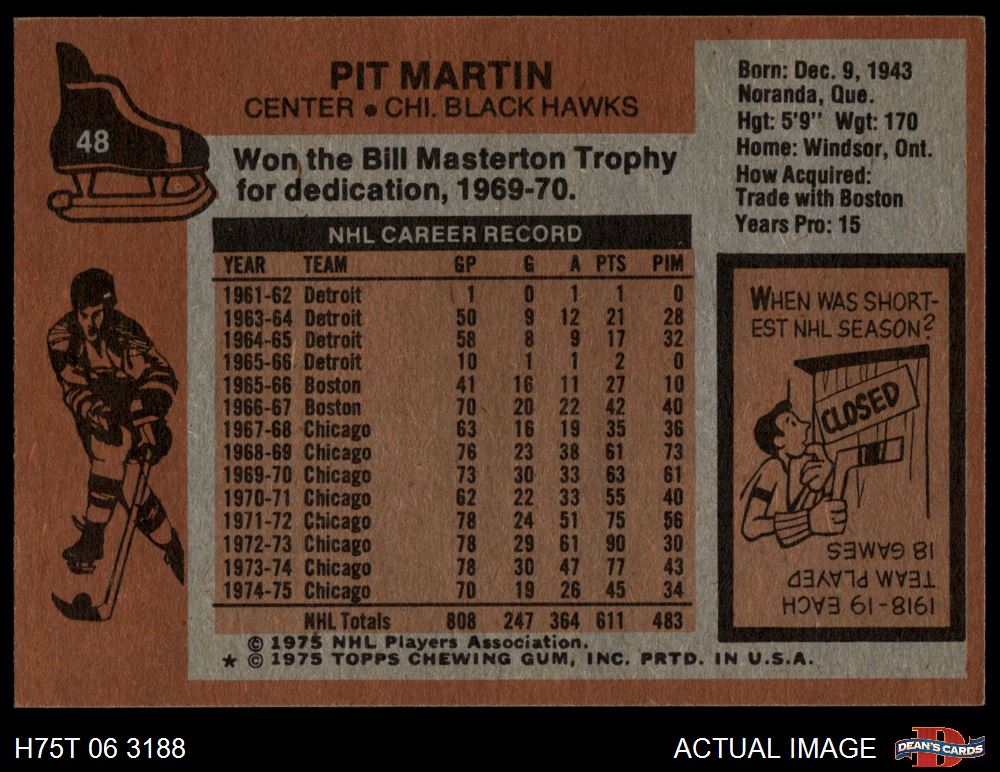 48
PIT MARTIN
CENTER • CHI. BLACK HAWKS
Won the Bill Masterton Trophy
for dedication, 1969-70.
Born: Dec. 9, 1943
Noranda, Que.
Hgt: 5'9" Wgt: 170
Home: Windsor, Ont.
How Acquired:
Trade with Boston
Years Pro: 15
NHL CAREER RECORD
YEAR TEAM GP G A PTS PIM
1961-62 Detroit 1 0 1 1 0
1963-64 Detroit 50 9 12 21 28
1964-65 Detroit 58 8 9 17 32
1965-66 Detroit 10 1 1 2 0
1965-66 Boston 41 16 11 27 10
1966-67 Boston 70 20 22 42 40
1967-68 Chicago 63 16 19 35 36
1968-69 Chicago 76 23 38 61 73
1969-70 Chicago 73 30 33 63 61
1970-71 Chicago 62 22 33 55 40
1971-72 Chicago 78 24 51 75 56
1972-73 Chicago 78 29 61 90 30
1973-74 Chicago 78 30 47 77 43
1974-75 Chicago 70 19 26 45 34
NHL Totals 808 247 364 611 483
© 1975 NHL Players Association.
★ © 1975 TOPPS CHEWING GUM, INC. PRTD. IN U.S.A.
WHEN WAS SHORT-
EST NHL SEASON?
CLOSED
1918-19 EACH
TEAM PLAYED
18 GAMES
H75T 06 3188
ACTUAL IMAGE
DEAN'S CARDS